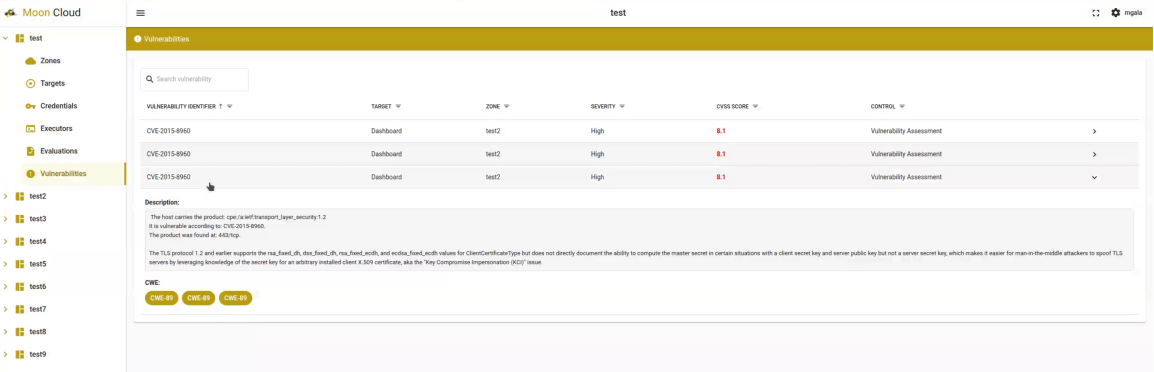 Moon Cloud
test
mgala
test
Vulnerabilities
Zones
Targets
Credentials
Executors
Evaluations
Vulnerabilities
test2
test3
test4
test5
test6
test7
test8
test9
Search vulnerability
VULNERABILITY IDENTIFIER TARGET ZONE SEVERITY CVSS SCORE CONTROL
CVE-2015-8960 Dashboard test2 High 8.1 Vulnerability Assessment
CVE-2015-8960 Dashboard test2 High 8.1 Vulnerability Assessment
CVE-2015-8960 Dashboard test2 High 8.1 Vulnerability Assessment
Description:
The host carries the product: cpe:/a:ietf:transport_layer_security:1.2
It is vulnerable according to: CVE-2015-8960.
The product was found at: 443/tcp.
The TLS protocol 1.2 and earlier supports the rsa_fixed_dh, dss_fixed_dh, rsa_fixed_ecdh, and ecdsa_fixed_ecdh values for ClientCertificateType but does not directly document the ability to compute the master secret in certain situations with a client secret key and server public key but not a server secret key, which makes it easier for man-in-the-middle attackers to spoof TLS
servers by leveraging knowledge of the secret key for an arbitrary installed client X.509 certificate, aka the "Key Compromise Impersonation (KCI)" issue.
CWE:
CWE-89 CWE-89 CWE-89